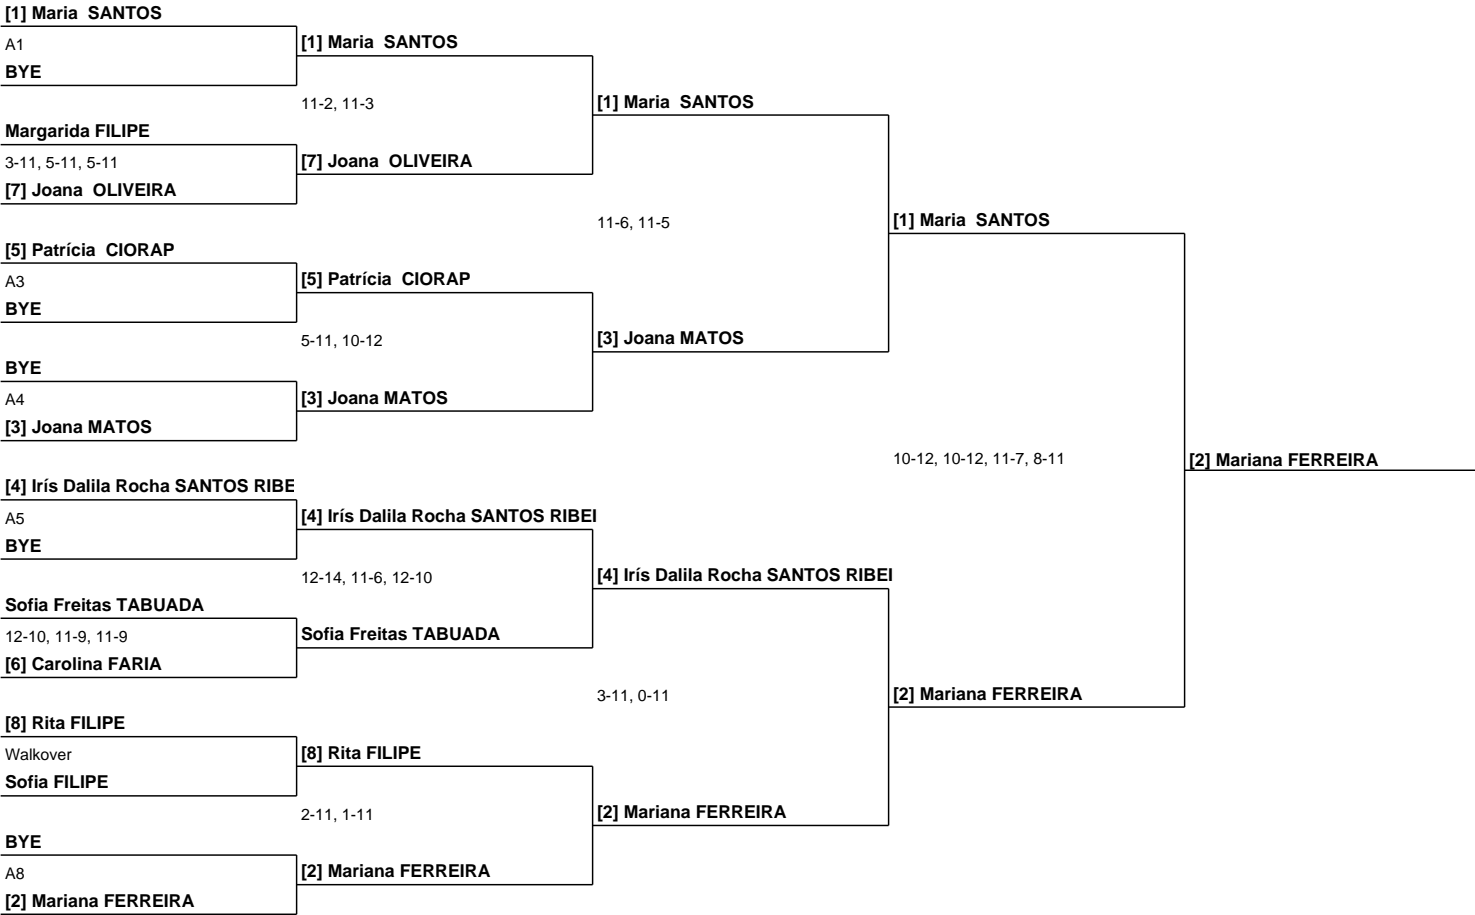 [1] Maria SANTOS
A1
BYE
Margarida FILIPE
3-11, 5-11, 5-11
[7] Joana OLIVEIRA
[5] Patrícia CIORAP
A3
BYE
BYE
A4
[3] Joana MATOS
[4] Irís Dalila Rocha SANTOS RIBE
A5
BYE
Sofia Freitas TABUADA
12-10, 11-9, 11-9
[6] Carolina FARIA
[8] Rita FILIPE
Walkover
Sofia FILIPE
BYE
A8
[2] Mariana FERREIRA
[1] Maria SANTOS
11-2, 11-3
[7] Joana OLIVEIRA
[5] Patrícia CIORAP
5-11, 10-12
[3] Joana MATOS
[4] Irís Dalila Rocha SANTOS RIBEI
12-14, 11-6, 12-10
Sofia Freitas TABUADA
[8] Rita FILIPE
2-11, 1-11
[2] Mariana FERREIRA
[1] Maria SANTOS
11-6, 11-5
[3] Joana MATOS
[4] Irís Dalila Rocha SANTOS RIBEI
3-11, 0-11
[2] Mariana FERREIRA
[1] Maria SANTOS
10-12, 10-12, 11-7, 8-11
[2] Mariana FERREIRA
[2] Mariana FERREIRA